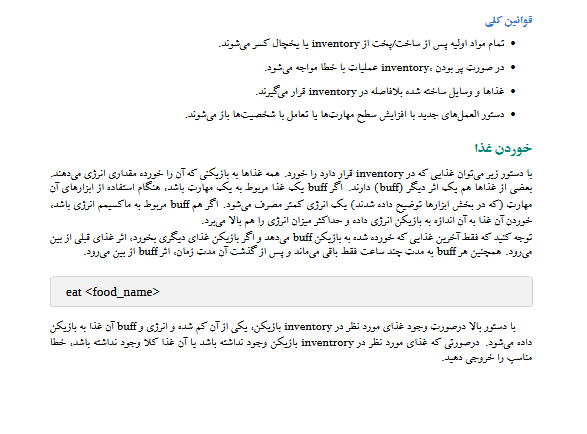 قوانین کلی
• تمام مواد اولیه پس از ساخت/پخت از inventory یا یخچال کسر می‌شوند.
• در صورت پر بودن inventory، عملیات با خطا مواجه می‌شود.
• غذاها و وسایل ساخته شده بلافاصله در inventory قرار می‌گیرند.
• دستور العمل‌های جدید با افزایش سطح مهارت‌ها یا تعامل با شخصیت‌ها باز می‌شوند.
خوردن غذا
با دستور زیر می‌توان غذایی که در inventory قرار دارد را خورد. همه غذاها به بازیکنی که آن را خورده مقداری انرژی می‌دهند.
بعضی از غذاها هم یک اثر دیگر (buff) دارند. اگر buff یک غذا مربوط به یک مهارت باشد، هنگام استفاده از ابزارهای آن
مهارت (که در بخش ابزارها توضیح داده شدند) یک انرژی کمتر مصرف می‌شود. اگر هم buff مربوط به ماکسیمم انرژی باشد،
خوردن آن غذا به آن اندازه به بازیکن انرژی داده و حداکثر میزان انرژی را هم بالا می‌برد.
توجه کنید که فقط آخرین غذایی که خورده شده به بازیکن buff می‌دهد و اگر بازیکن غذای دیگری بخورد، اثر غذای قبلی از بین
می‌رود. همچنین هر buff به مدت چند ساعت فقط باقی می‌ماند و پس از گذشت آن مدت زمان، اثر buff از بین می‌رود.
eat <food_name>
با دستور بالا درصورت وجود غذای مورد نظر در inventory بازیکن، یکی از آن کم شده و انرژی و buff آن غذا به بازیکن
داده می‌شود. درصورتی که غذای مورد نظر در inventrory بازیکن وجود نداشته باشد یا آن غذا کلا وجود نداشته باشد، خطا
مناسب را خروجی دهید.